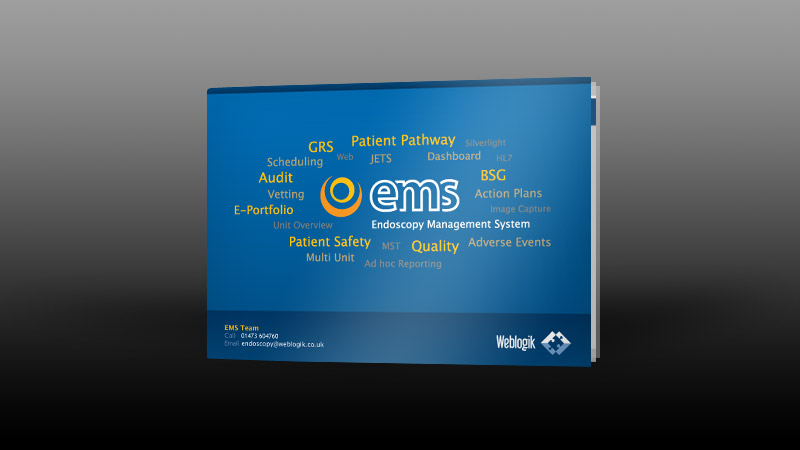 GRS Patient Pathway Silverlight
Scheduling Web JETS Dashboard HL7
Audit BSG
Vetting ems Action Plans
E-Portfolio Image Capture
Unit Overview Endoscopy Management System
Patient Safety MST Quality Adverse Events
Multi Unit Ad hoc Reporting
EMS Team
Call 01473 604760
Email endoscopy@weblogik.co.uk
Weblogik